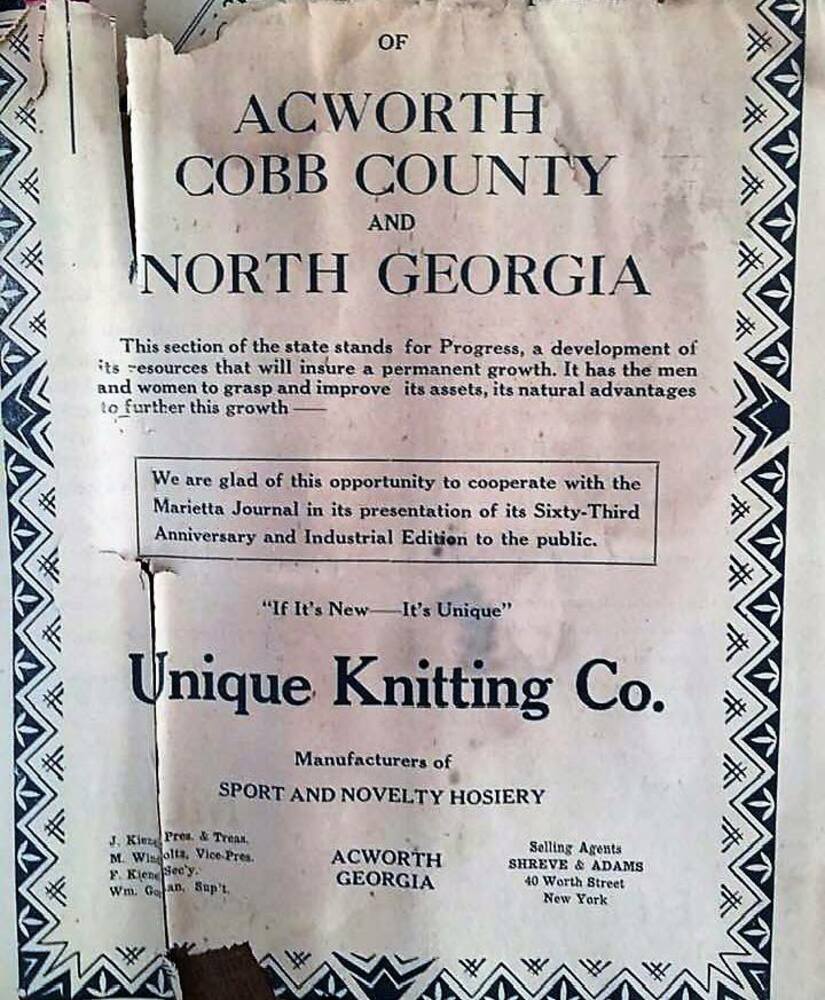 OF
ACWORTH
COBB COUNTY
AND
NORTH GEORGIA
This section of the state stands for Progress, a development of
its resources that will insure a permanent growth. It has the men
and women to grasp and improve its assets, its natural advantages
to further this growth —
We are glad of this opportunity to cooperate with the
Marietta Journal in its presentation of its Sixty-Third
Anniversary and Industrial Edition to the public.
"If It's New—It's Unique"
Unique Knitting Co.
Manufacturers of
SPORT AND NOVELTY HOSIERY
J. Pres. & Treas.
M. Vice-Pres.
F. Kiene Sec'y.
Wm. Sup't.
ACWORTH
GEORGIA
Selling Agents
SHREVE & ADAMS
40 Worth Street
New York